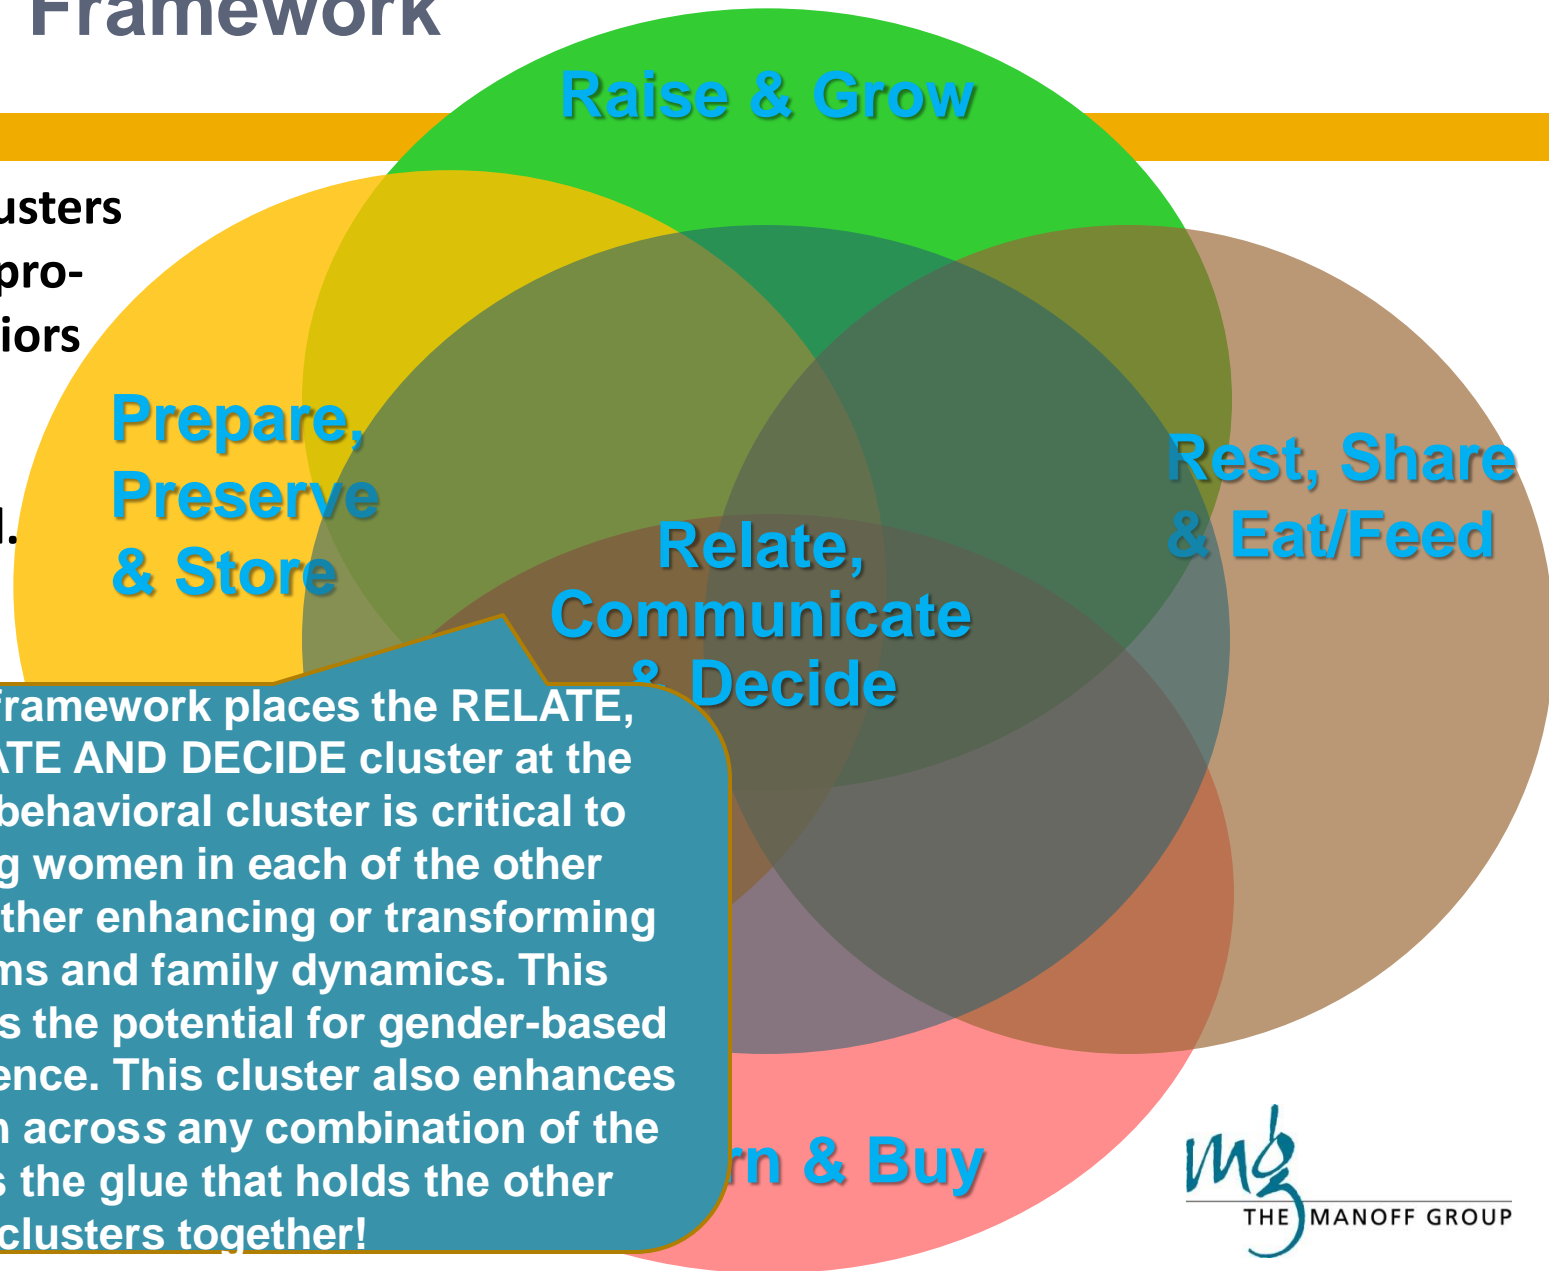 Framework
Raise & Grow
usters
pro-
iors
l.
Prepare,
Preserve
& Store
Rest, Share
& Eat/Feed
Relate,
Communicate
& Decide
framework places the RELATE,
ATE AND DECIDE cluster at the
behavioral cluster is critical to
g women in each of the other
ther enhancing or transforming
ms and family dynamics. This
s the potential for gender-based
ence. This cluster also enhances
n across any combination of the
s the glue that holds the other
clusters together!
rn & Buy
mg
THE MANOFF GROUP